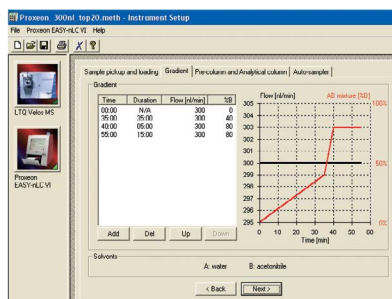 Proxeon_300nl_top20.meth - Instrument Setup
File Proxeon EASY-nLC VI Help
Sample pickup and loading Gradient Pre-column and Analytical column Auto-sampler
LTQ Velos MS
Proxeon
EASY-nLC VI
Gradient
Time Duration Flow [nl/min] %B
00:00 N/A 300 0
35:00 35:00 300 40
40:00 05:00 300 80
55:00 15:00 300 80
Add Del Up Down
Flow [nl/min] AD mixture [%D]
305
304
303
302
301
300
299
298
297
296
295
100%
50%
0%
0 10 20 30 40 50 60
Time [min]
Solvents
A: water B: acetonitrile
< Back Next >